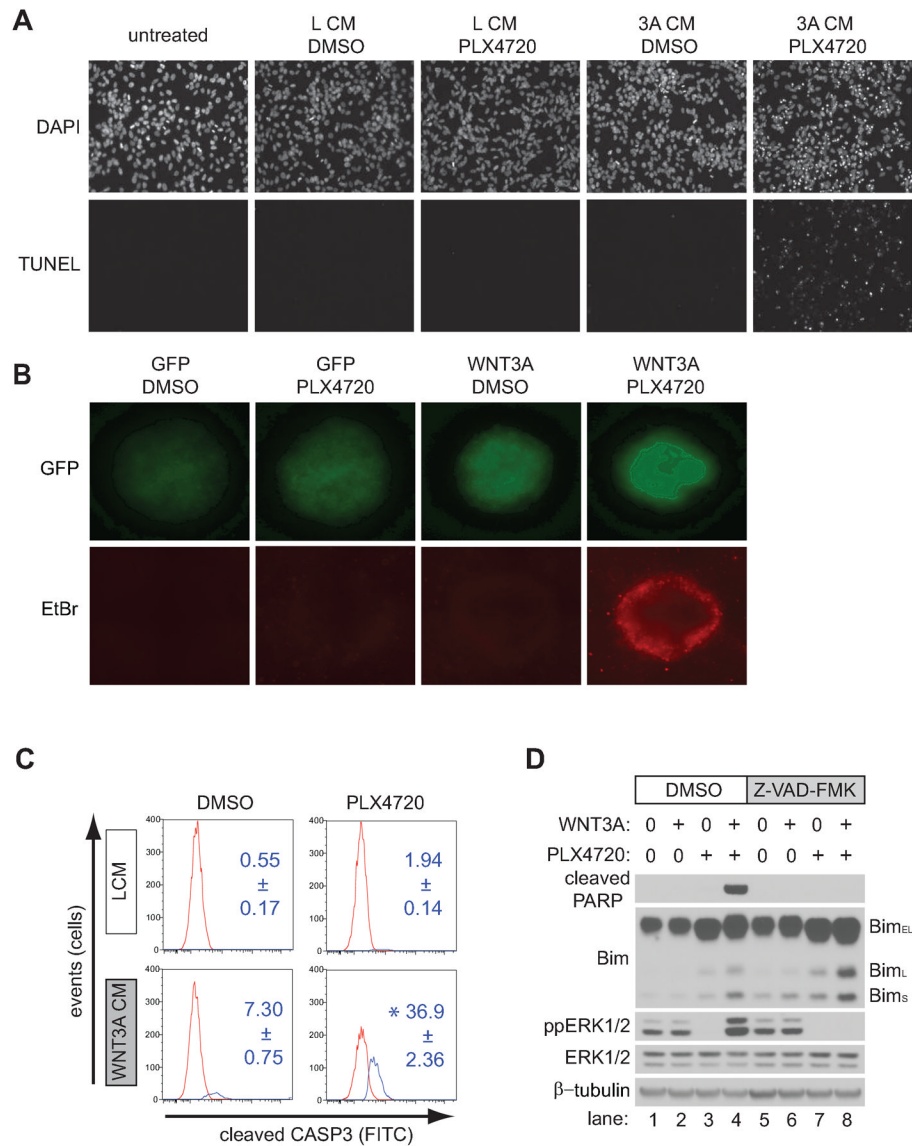 A
untreated
L CM
DMSO
L CM
PLX4720
3A CM
DMSO
3A CM
PLX4720
DAPI
TUNEL
B
GFP
DMSO
GFP
PLX4720
WNT3A
DMSO
WNT3A
PLX4720
GFP
EtBr
C
DMSO
PLX4720
events (cells)
LCM
400
300
200
100
0
0.55
±
0.17
400
300
200
100
0
1.94
±
0.14
WNT3A CM
400
300
200
100
0
7.30
±
0.75
400
300
200
100
0
* 36.9
±
2.36
cleaved CASP3 (FITC)
D
DMSO Z-VAD-FMK
WNT3A: 0 + 0 + 0 + 0 +
PLX4720: 0 0 + + 0 0 + +
cleaved
PARP
Bim
BimEL
BimL
BimS
ppERK1/2
ERK1/2
β-tubulin
lane: 1 2 3 4 5 6 7 8